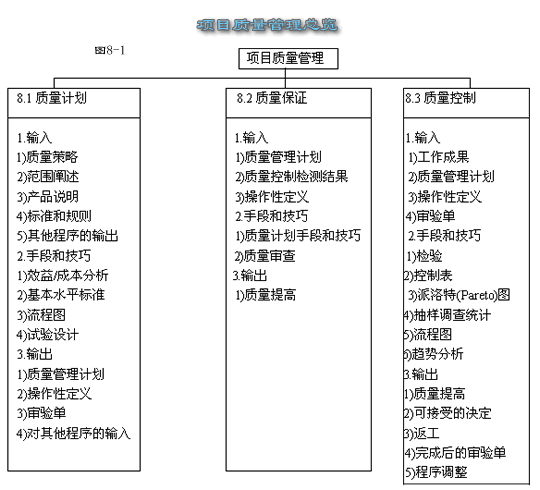 项目质量管理总览
图8-1
项目质量管理
8.1 质量计划
1.输入
1)质量策略
2)范围阐述
3)产品说明
4)标准和规则
5)其他程序的输出
2.手段和技巧
1)效益/成本分析
2)基本水平标准
3)流程图
4)试验设计
3.输出
1)质量管理计划
2)操作性定义
3)审验单
4)对其他程序的输入
8.2 质量保证
1.输入
1)质量管理计划
2)质量控制检测结果
3)操作性定义
2.手段和技巧
1)质量计划手段和技巧
2)质量审查
3.输出
1)质量提高
8.3 质量控制
1.输入
1)工作成果
2)质量管理计划
3)操作性定义
4)审验单
2.手段和技巧
1)检验
2)控制表
3)派洛特(Pareto)图
4)抽样调查统计
5)流程图
6)趋势分析
3.输出
1)质量提高
2)可接受的决定
3)返工
4)完成后的审验单
5)程序调整